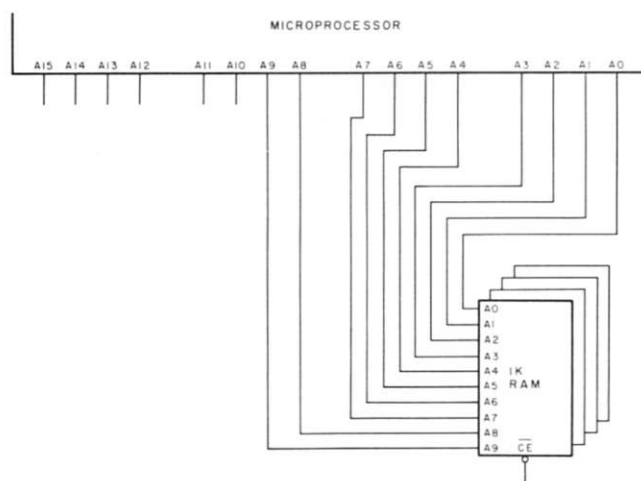 MICROPROCESSOR
A15 A14 A13 A12 A11 A10 A9 A8 A7 A6 A5 A4 A3 A2 A1 A0
A0
A1
A2
A3
A4 1K
A5 RAM
A6
A7
A8
A9 CE